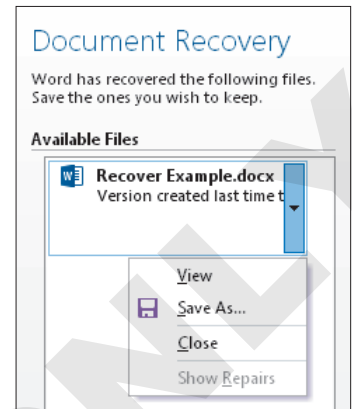 Document Recovery
Word has recovered the following files.
Save the ones you wish to keep.
Available Files
Recover Example.docx
Version created last time t
View
Save As...
Close
Show Repairs